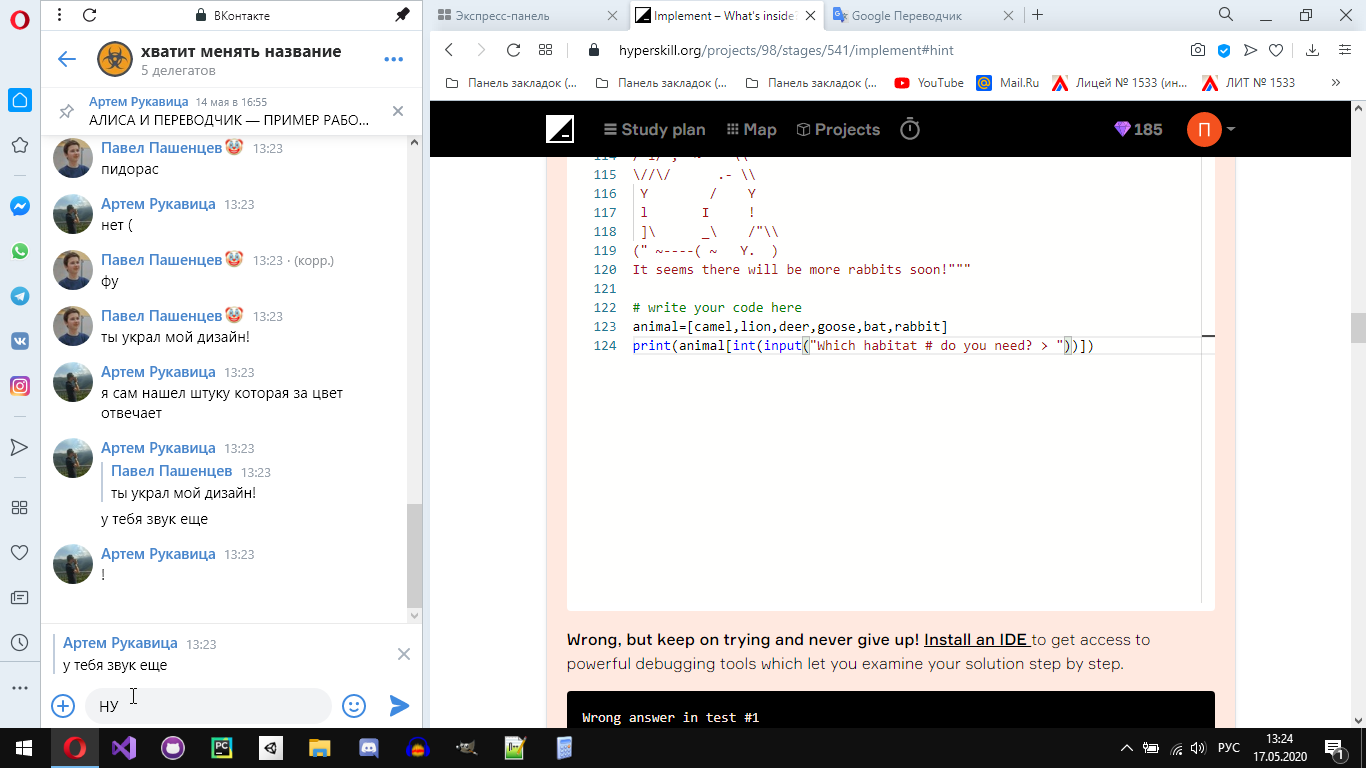 ВКонтакте
хватит менять название
5 делегатов
Артем Рукавица 14 мая в 16:55
АЛИСА И ПЕРЕВОДЧИК — ПРИМЕР РАБО...
Павел Пашенцев🤡 13:23
пидорас
Артем Рукавица 13:23
нет (
Павел Пашенцев🤡 13:23 · (корр.)
фу
Павел Пашенцев🤡 13:23
ты украл мой дизайн!
Артем Рукавица 13:23
я сам нашел штуку которая за цвет
отвечает
Артем Рукавица 13:23
Павел Пашенцев 13:23
ты украл мой дизайн!
у тебя звук еще
Артем Рукавица 13:23
!
Артем Рукавица 13:23
у тебя звук еще
НУ
Экспресс-панель
Implement – What's inside
Google Переводчик
hyperskill.org/projects/98/stages/541/implement#hint
Панель закладок (...
Панель закладок (...
Панель закладок (...
YouTube
Mail.Ru
Лицей № 1533 (ин...
ЛИТ № 1533
»
Study plan
Map
Projects
185
П
115 \//\/       .- \\
116  Y        /    Y
117  l       I     !
118  ]\      _\    /"\\
119 (" ~----( ~   Y.  )
120 It seems there will be more rabbits soon!"""
121
122 # write your code here
123 animal=[camel,lion,deer,goose,bat,rabbit]
124 print(animal[int(input("Which habitat # do you need? > "))])
Wrong, but keep on trying and never give up! Install an IDE to get access to
powerful debugging tools which let you examine your solution step by step.
Wrong answer in test #1
РУС
13:24
17.05.2020
1